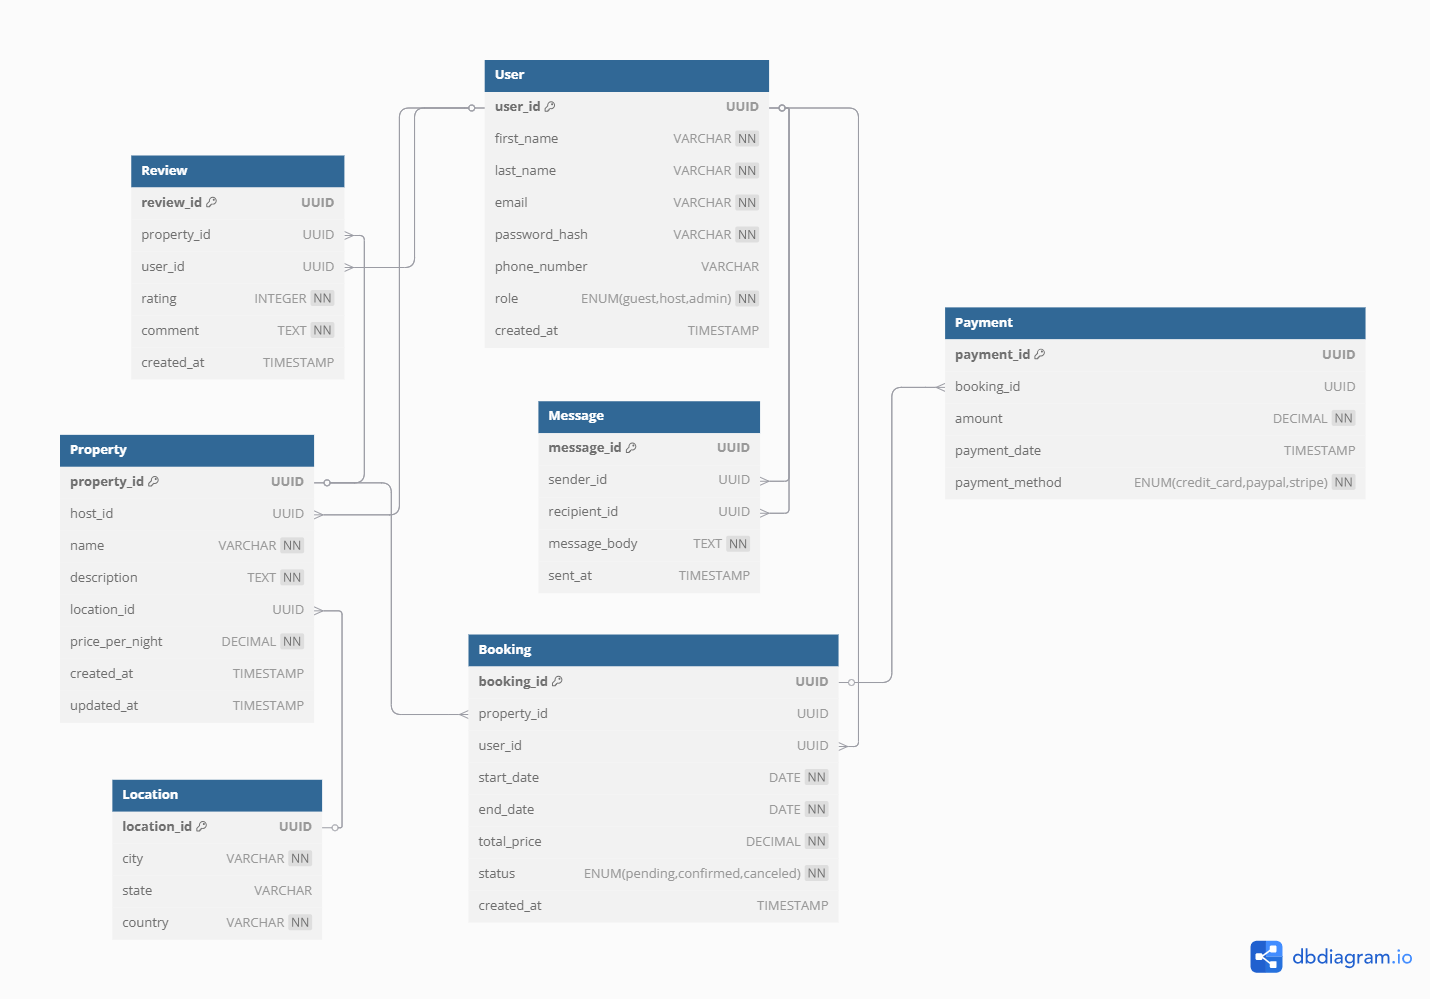 User
user_id UUID
first_name VARCHAR NN
last_name VARCHAR NN
email VARCHAR NN
password_hash VARCHAR NN
phone_number VARCHAR
role ENUM(guest,host,admin) NN
created_at TIMESTAMP
Review
review_id UUID
property_id UUID
user_id UUID
rating INTEGER NN
comment TEXT NN
created_at TIMESTAMP
Payment
payment_id UUID
booking_id UUID
amount DECIMAL NN
payment_date TIMESTAMP
payment_method ENUM(credit_card,paypal,stripe) NN
Message
message_id UUID
sender_id UUID
recipient_id UUID
message_body TEXT NN
sent_at TIMESTAMP
Property
property_id UUID
host_id UUID
name VARCHAR NN
description TEXT NN
location_id UUID
price_per_night DECIMAL NN
created_at TIMESTAMP
updated_at TIMESTAMP
Booking
booking_id UUID
property_id UUID
user_id UUID
start_date DATE NN
end_date DATE NN
total_price DECIMAL NN
status ENUM(pending,confirmed,canceled) NN
created_at TIMESTAMP
Location
location_id UUID
city VARCHAR NN
state VARCHAR
country VARCHAR NN
dbdiagram.io